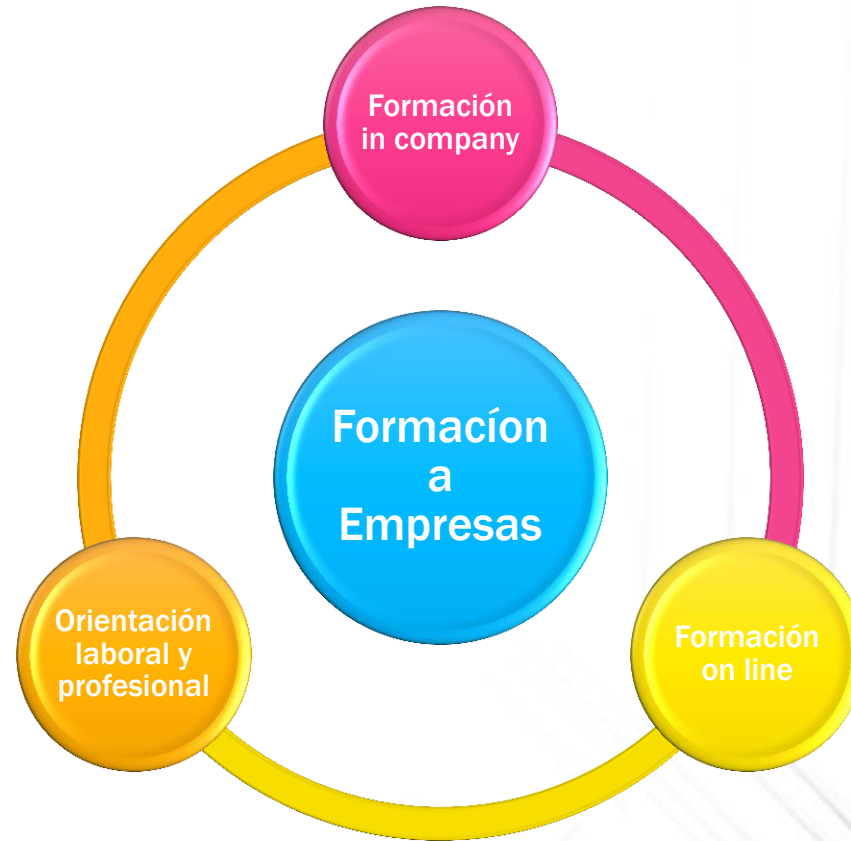 Formación
in company
Formacíon
a
Empresas
Orientación
laboral y
profesional
Formación
on line